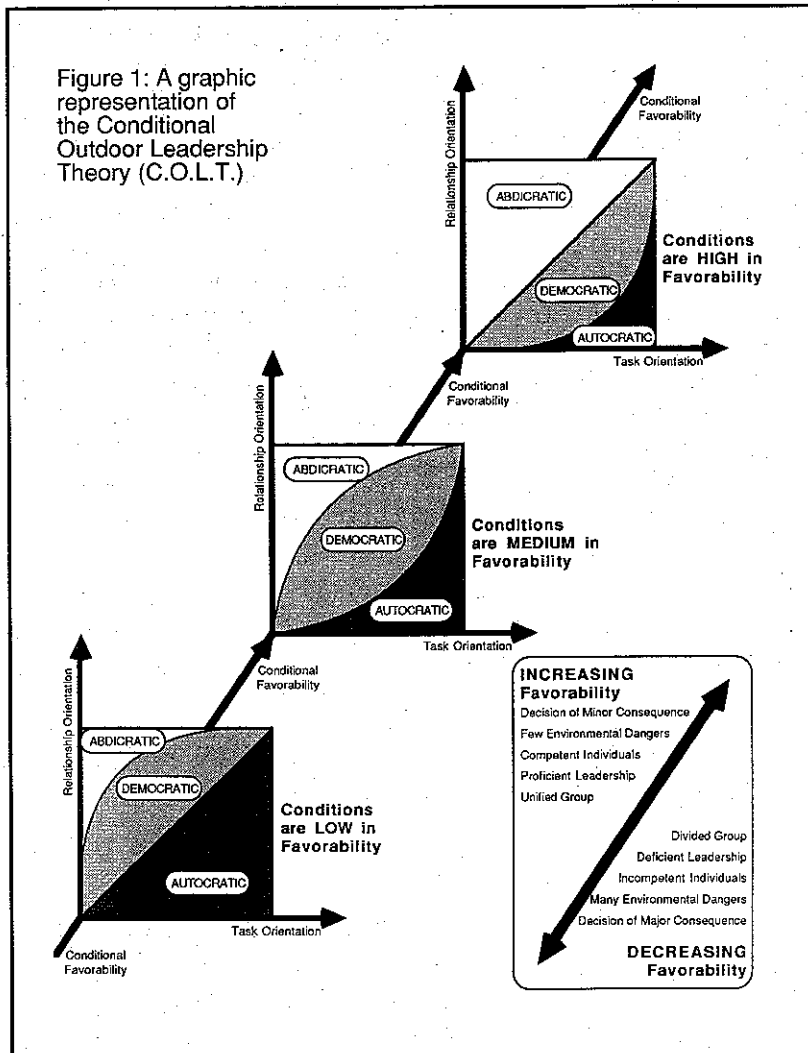 Figure 1: A graphic
representation of
the Conditional
Outdoor Leadership
Theory (C.O.L.T.)
Relationship Orientation
Conditional
Favorability
ABDICRATIC
DEMOCRATIC
AUTOCRATIC
Conditions
are HIGH in
Favorability
Task Orientation
Conditional
Favorability
Relationship Orientation
ABDICRATIC
DEMOCRATIC
AUTOCRATIC
Conditions
are MEDIUM in
Favorability
Task Orientation
Conditional
Favorability
Relationship Orientation
ABDICRATIC
DEMOCRATIC
AUTOCRATIC
Conditions
are LOW in
Favorability
Task Orientation
Conditional
Favorability
INCREASING
Favorability
Decision of Minor Consequence
Few Environmental Dangers
Competent Individuals
Proficient Leadership
Unified Group
Divided Group
Deficient Leadership
Incompetent Individuals
Many Environmental Dangers
Decision of Major Consequence
DECREASING
Favorability